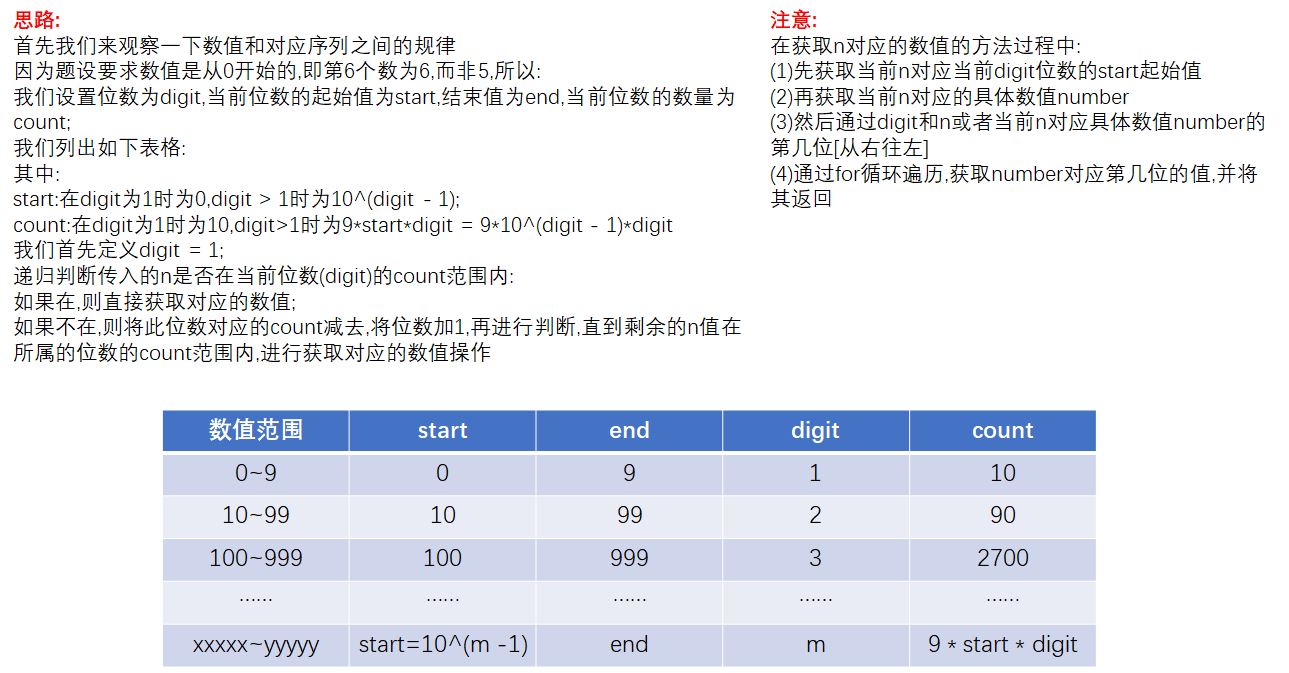 思路:
首先我们来观察一下数值和对应序列之间的规律
因为题设要求数值是从0开始的,即第6个数为6,而非5,所以:
我们设置位数为digit,当前位数的起始值为start,结束值为end,当前位数的数量为
count;
我们列出如下表格:
其中:
start:在digit为1时为0,digit > 1时为10^(digit - 1);
count:在digit为1时为10,digit>1时为9*start*digit = 9*10^(digit - 1)*digit
我们首先定义digit = 1;
递归判断传入的n是否在当前位数(digit)的count范围内:
如果在,则直接获取对应的数值;
如果不在,则将此位数对应的count减去,将位数加1,再进行判断,直到剩余的n值在
所属的位数的count范围内,进行获取对应的数值操作
注意:
在获取n对应的数值的方法过程中:
(1)先获取当前n对应当前digit位数的start起始值
(2)再获取当前n对应的具体数值number
(3)然后通过digit和n或者当前n对应具体数值number的
第几位[从右往左]
(4)通过for循环遍历,获取number对应第几位的值,并将
其返回
数值范围 start end digit count
0~9 0 9 1 10
10~99 10 99 2 90
100~999 100 999 3 2700
…… …… …… …… ……
xxxxx~yyyyy start=10^(m -1) end m 9 * start * digit